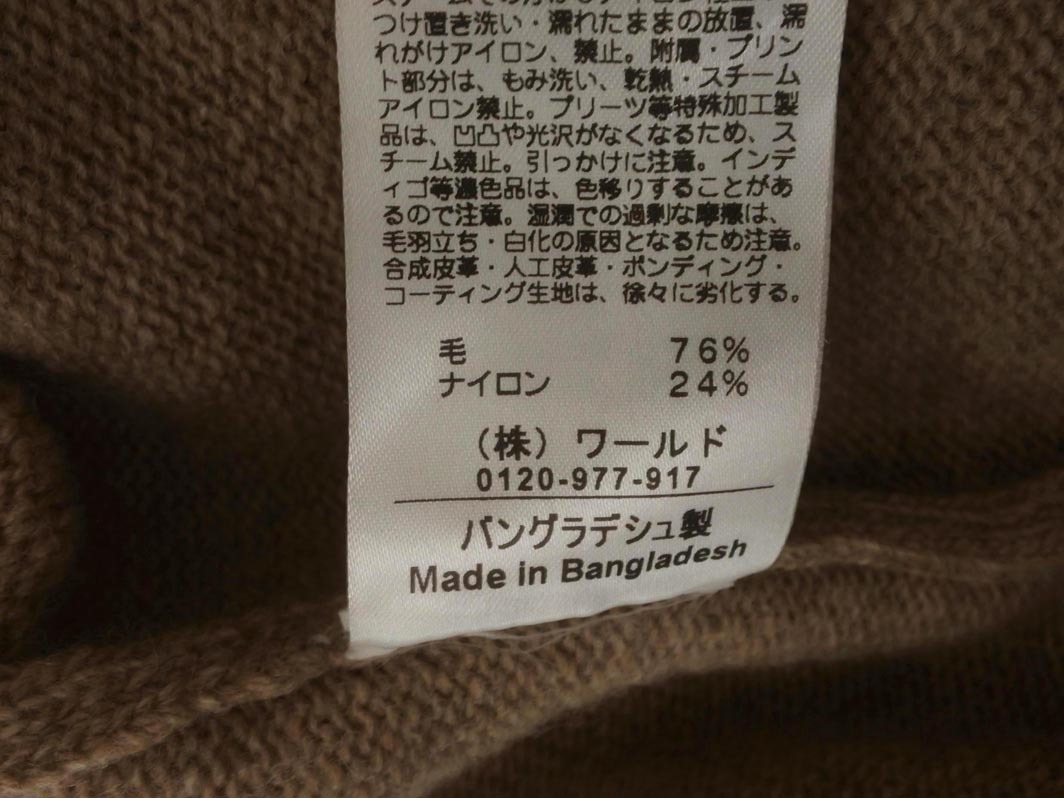 つけ置き洗い・濡れたままの放置、濡
れがけアイロン、禁止。附属・プリン
ト部分は、もみ洗い、乾熱・スチーム
アイロン禁止。プリーツ等特殊加工製
品は、凹凸や光沢がなくなるため、ス
チーム禁止。引っかけに注意。インデ
ィゴ等濃色品は、色移りすることがあ
るので注意。湿潤での過剰な摩擦は、
毛羽立ち・白化の原因となるため注意。
合成皮革・人工皮革・ボンディング・
コーティング生地は、徐々に劣化する。
毛 76%
ナイロン 24%
(株)ワールド
0120-977-917
バングラデシュ製
Made in Bangladesh